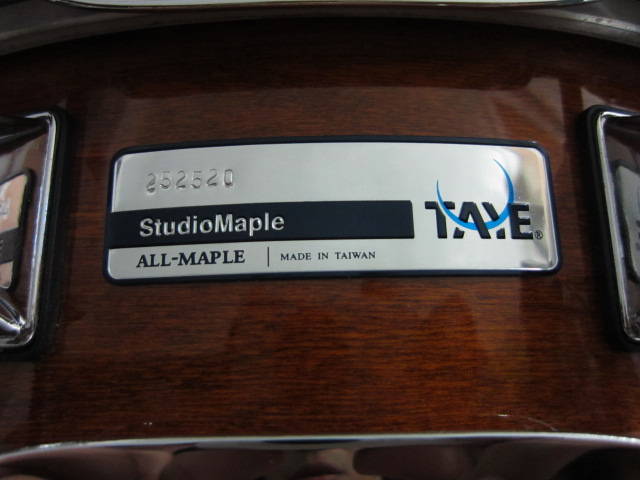 252520
StudioMaple
TAYE®
ALL-MAPLE | MADE IN TAIWAN